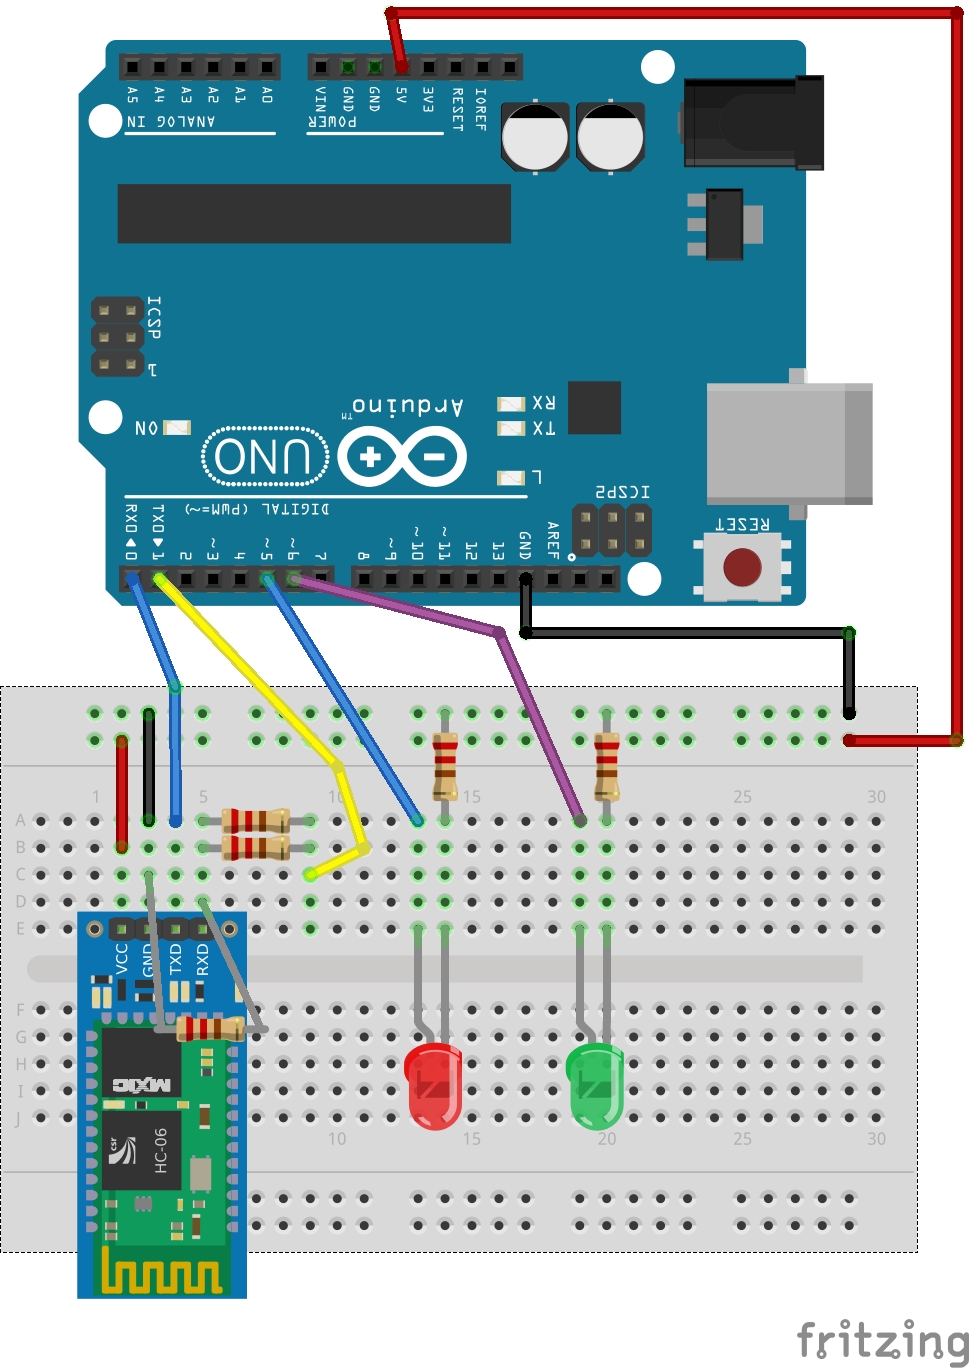 A5 A4 A3 A2 A1 A0
VIN GND GND 5V 3V3 RESET IOREF
ANALOG IN
POWER
ICSP
1
Arduino™
RX
TX
ON
UNO
L
ICSP2
RESET
DIGITAL (PWM=~)
RX0◄0 TX0►1 2 ~3 4 ~5 ~6 7 8 ~9 ~10 ~11 12 13 GND AREF
1 5 10 15 25 30
A
B
C
D
E
VCC GND TXD RXD
F
G
H
I
J
MXIC
csr
HC-06
10 15 20 25 30
fritzing